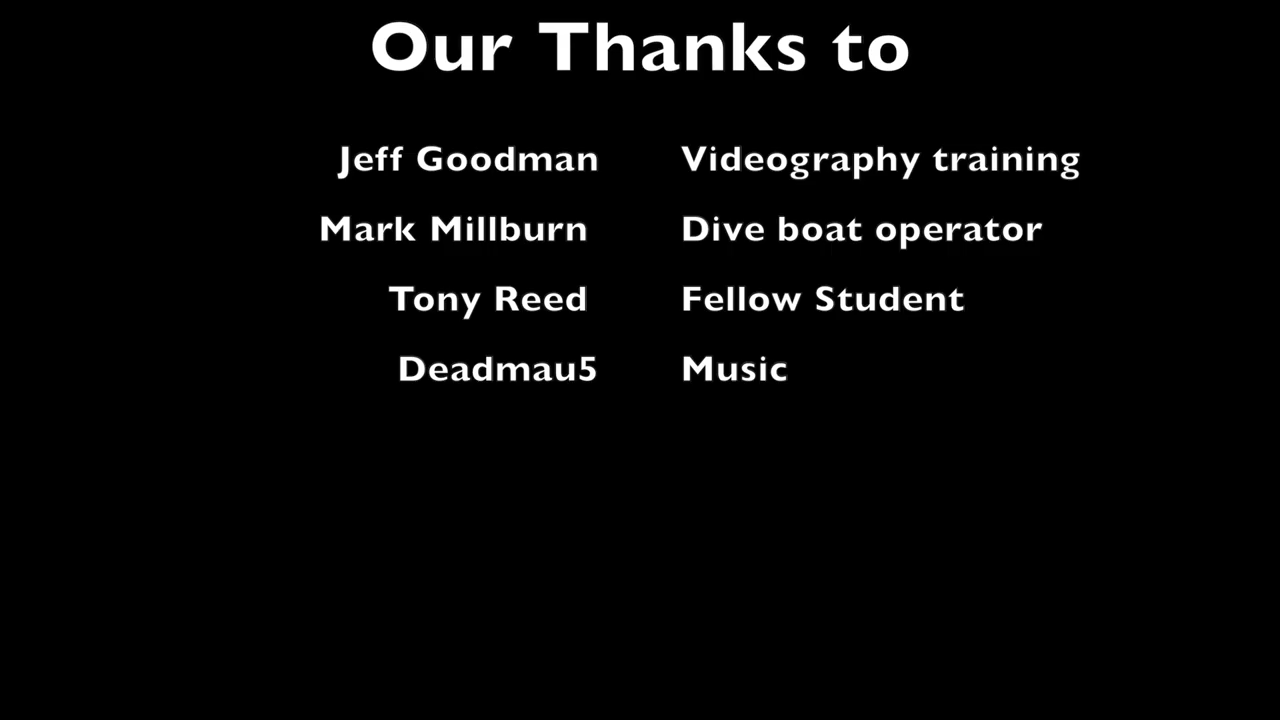 Our Thanks to
Jeff Goodman Videography training
Mark Millburn Dive boat operator
Tony Reed Fellow Student
Deadmau5 Music